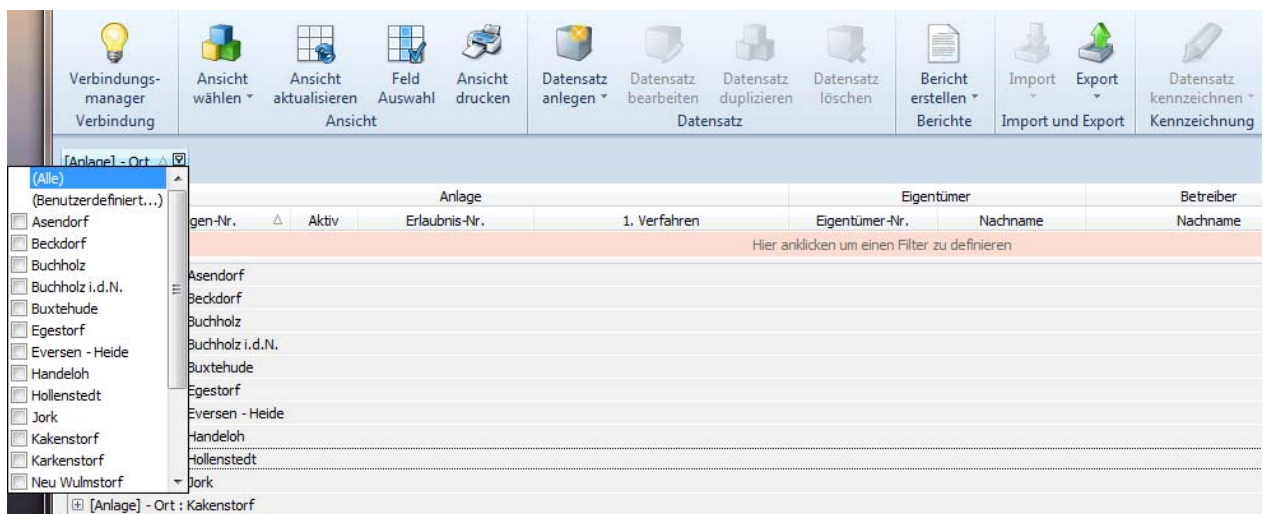 Verbindungs-
manager
Verbindung
Ansicht
wählen
Ansicht
aktualisieren
Feld
Auswahl
Ansicht
drucken
Ansicht
Datensatz
anlegen
Datensatz
bearbeiten
Datensatz
duplizieren
Datensatz
löschen
Datensatz
Bericht
erstellen
Berichte
Import
Export
Import und Export
Datensatz
kennzeichnen
Kennzeichnung
[Anlage] - Ort
(Alle)
(Benutzerdefiniert...)
Asendorf
Beckdorf
Buchholz
Buchholz i.d.N.
Buxtehude
Egestorf
Eversen - Heide
Handeloh
Hollenstedt
Jork
Kakenstorf
Karkenstorf
Neu Wulmstorf
Anlage Eigentümer Betreiber
gen-Nr. Aktiv Erlaubnis-Nr. 1. Verfahren Eigentümer-Nr. Nachname Nachname
Hier anklicken um einen Filter zu definieren
Asendorf
Beckdorf
Buchholz
Buchholz i.d.N.
Buxtehude
Egestorf
Eversen - Heide
Handeloh
Hollenstedt
Jork
[Anlage] - Ort : Kakenstorf